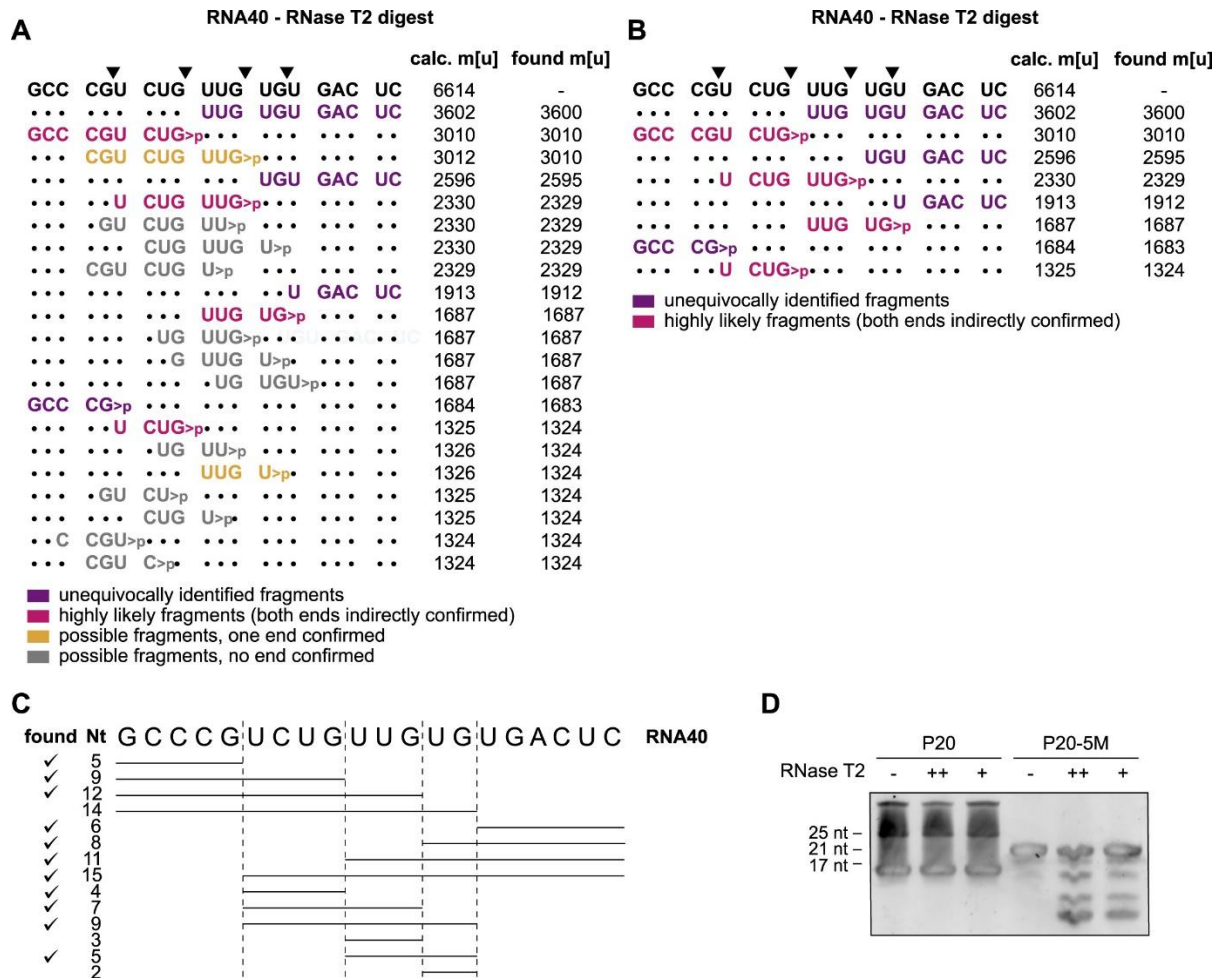 A
RNA40 - RNase T2 digest
calc. m[u] found m[u]
GCC CGU CUG UUG UGU GAC UC 6614 -
UUG UGU GAC UC 3602 3600
GCC CGU CUG>p 3010 3010
CGU CUG UUG>p 3012 3010
UGU GAC UC 2596 2595
U CUG UUG>p 2330 2329
GU CUG UU>p 2330 2329
CUG UUG U>p 2330 2329
CGU CUG U>p 2329 2329
U GAC UC 1913 1912
UUG UG>p 1687 1687
UG UUG>p 1687 1687
G UUG U>p 1687 1687
UG UGU>p 1687 1687
GCC CG>p 1684 1683
U CUG>p 1325 1324
UG UU>p 1326 1324
UUG U>p 1326 1324
GU CU>p 1325 1324
CUG U>p 1325 1324
C CGU>p 1324 1324
CGU C>p 1324 1324
unequivocally identified fragments
highly likely fragments (both ends indirectly confirmed)
possible fragments, one end confirmed
possible fragments, no end confirmed
B
RNA40 - RNase T2 digest
calc. m[u] found m[u]
GCC CGU CUG UUG UGU GAC UC 6614 -
UUG UGU GAC UC 3602 3600
GCC CGU CUG>p 3010 3010
UGU GAC UC 2596 2595
U CUG UUG>p 2330 2329
U GAC UC 1913 1912
UUG UG>p 1687 1687
GCC CG>p 1684 1683
U CUG>p 1325 1324
unequivocally identified fragments
highly likely fragments (both ends indirectly confirmed)
C
found Nt G C C C G U C U G U U G U G U G A C U C RNA40
✓ 5
✓ 9
✓ 12
14
✓ 6
✓ 8
✓ 11
✓ 15
✓ 4
✓ 7
✓ 9
3
✓ 5
2
D
P20 P20-5M
RNase T2 - ++ + - ++ +
25 nt
21 nt
17 nt